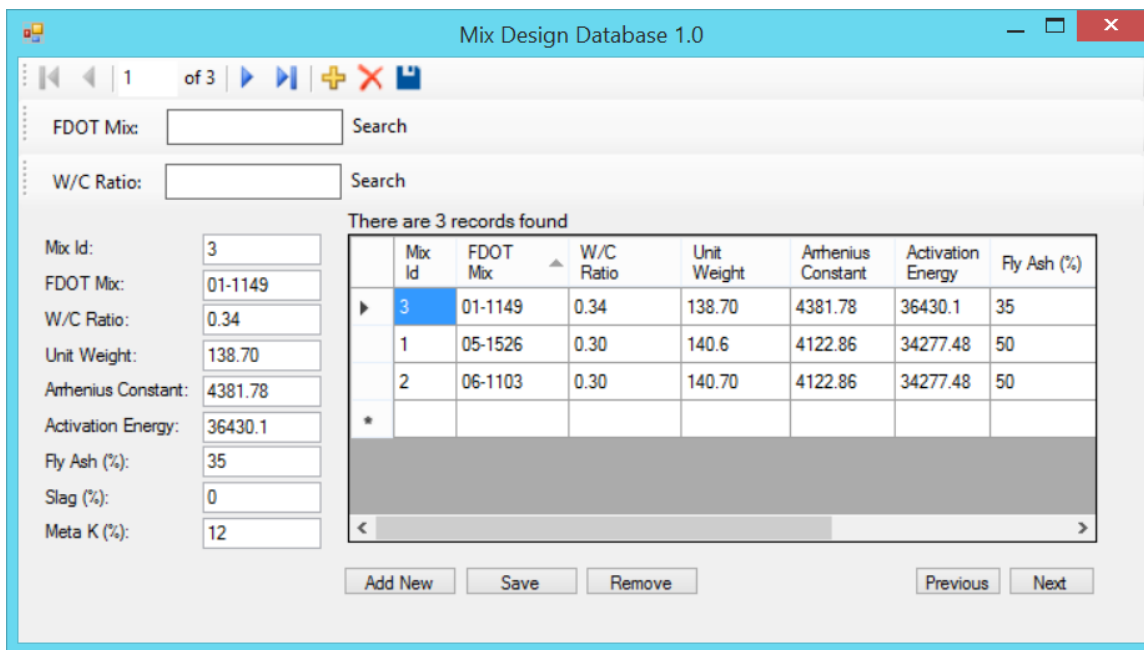 Mix Design Database 1.0
1 of 3
FDOT Mix: Search
W/C Ratio: Search
There are 3 records found
Mix Id: 3
FDOT Mix: 01-1149
W/C Ratio: 0.34
Unit Weight: 138.70
Arrhenius Constant: 4381.78
Activation Energy: 36430.1
Fly Ash (%): 35
Slag (%): 0
Meta K (%): 12
Mix Id FDOT Mix W/C Ratio Unit Weight Arrhenius Constant Activation Energy Fly Ash (%)
3 01-1149 0.34 138.70 4381.78 36430.1 35
1 05-1526 0.30 140.6 4122.86 34277.48 50
2 06-1103 0.30 140.70 4122.86 34277.48 50
Add New Save Remove Previous Next